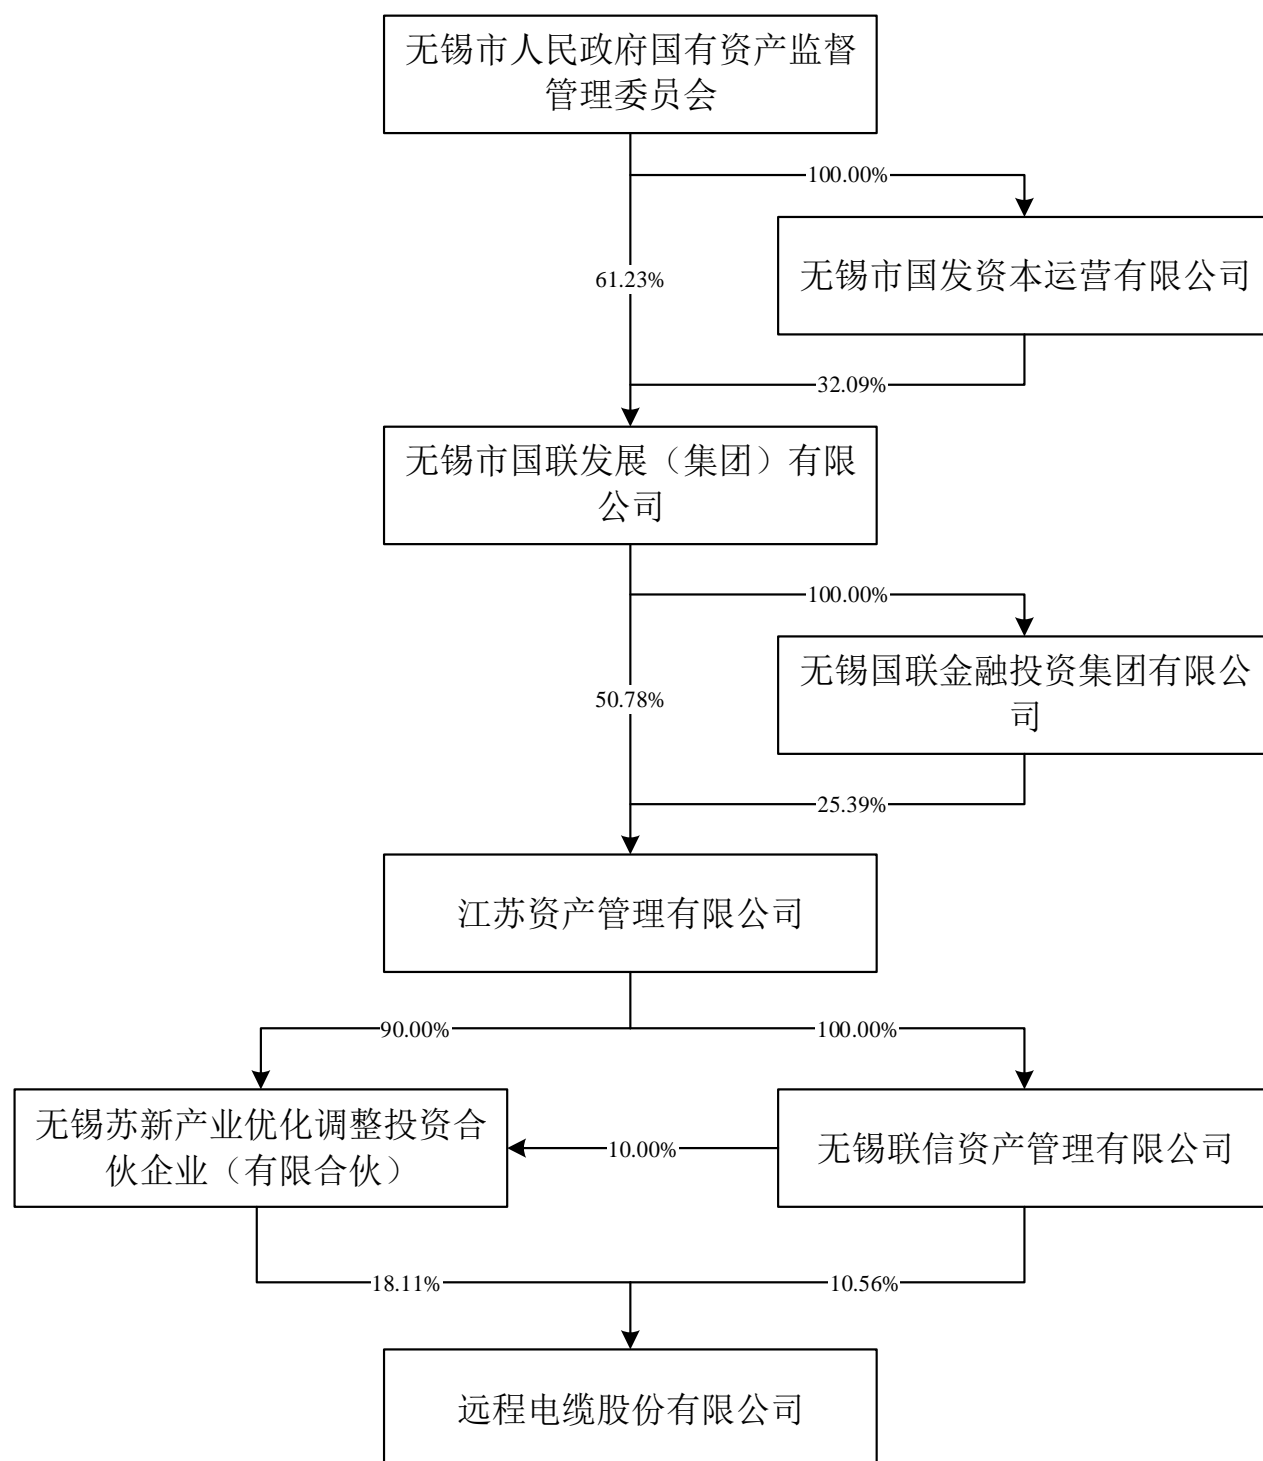 无锡市人民政府国有资产监督
管理委员会
100.00%
无锡市国发资本运营有限公司
61.23%
32.09%
无锡市国联发展（集团）有限
公司
100.00%
无锡国联金融投资集团有限公
司
50.78%
25.39%
江苏资产管理有限公司
90.00%
100.00%
无锡苏新产业优化调整投资合
伙企业（有限合伙）
10.00%
无锡联信资产管理有限公司
18.11%
10.56%
远程电缆股份有限公司